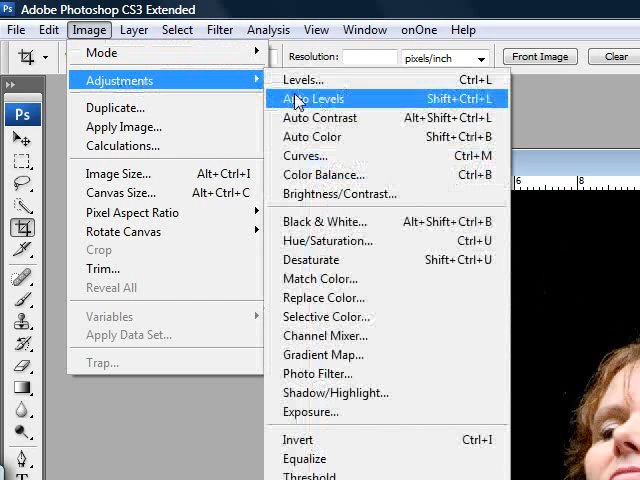 Ps Adobe Photoshop CS3 Extended
File Edit Image Layer Select Filter Analysis View Window onOne Help
Mode
Resolution: pixels/inch Front Image Clear
Adjustments
Levels... Ctrl+L
Ps
Auto Levels Shift+Ctrl+L
Duplicate...
Auto Contrast Alt+Shift+Ctrl+L
Apply Image...
Auto Color Shift+Ctrl+B
Calculations...
Curves... Ctrl+M
Image Size... Alt+Ctrl+I
Color Balance... Ctrl+B
6 8
Canvas Size... Alt+Ctrl+C
Brightness/Contrast...
Pixel Aspect Ratio
Black & White... Alt+Shift+Ctrl+B
Rotate Canvas
Hue/Saturation... Ctrl+U
Crop
Desaturate Shift+Ctrl+U
Trim...
Match Color...
Reveal All
Replace Color...
Variables
Selective Color...
Apply Data Set...
Channel Mixer...
Gradient Map...
Trap...
Photo Filter...
Shadow/Highlight...
Exposure...
Invert Ctrl+I
Equalize
Threshold